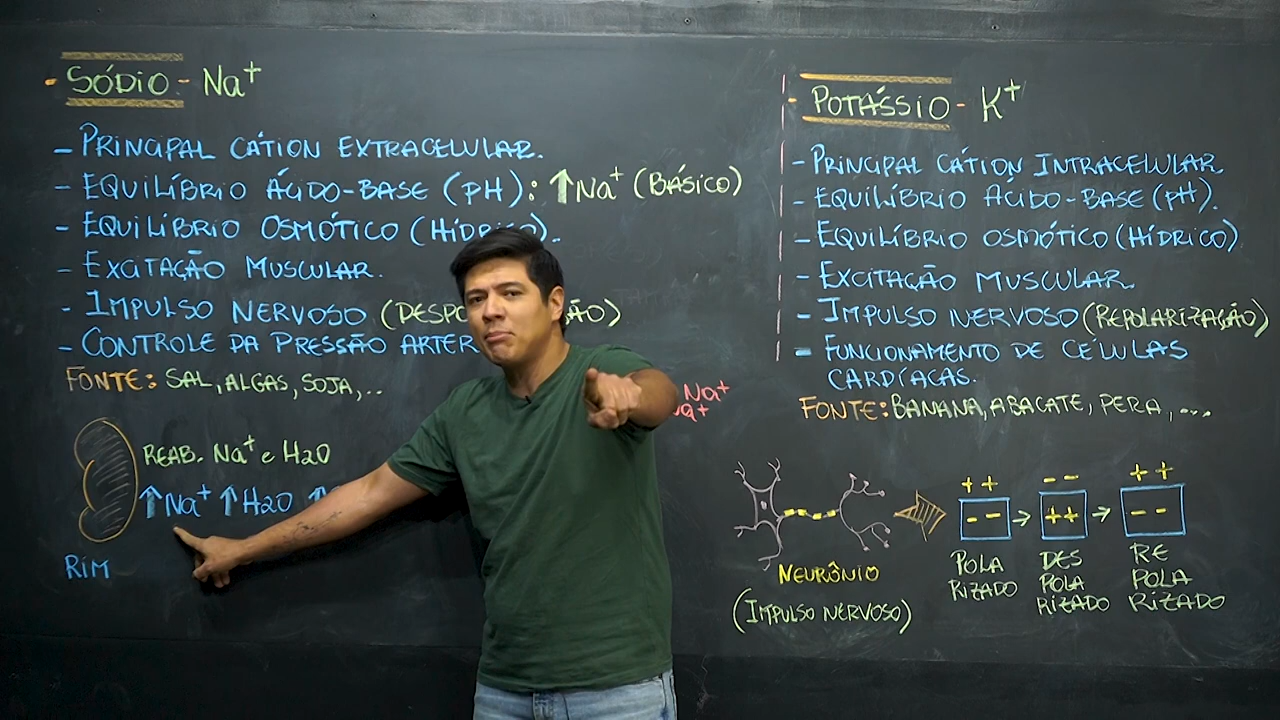 - SÓDIO - Na+
- PRINCIPAL CÁTION EXTRACELULAR.
- EQUILÍBRIO ÁCIDO-BASE (PH): ↑Na+ (BÁSICO)
- EQUILÍBRIO OSMÓTICO (HÍDRICO).
- EXCITAÇÃO MUSCULAR.
- IMPULSO NERVOSO
- CONTROLE DA PRESSÃO
FONTE: SAL, ALGAS, SOJA,...
REAB. Na+ e H2O
↑Na+ ↑H2O ↑
RIM
Na+
Na+
- POTÁSSIO - K+
- PRINCIPAL CÁTION INTRACELULAR
- EQUILÍBRIO ÁCIDO-BASE (PH).
- EQUILÍBRIO OSMÓTICO (HÍDRICO).
- EXCITAÇÃO MUSCULAR.
- IMPULSO NERVOSO (REPOLARIZAÇÃO)
- FUNCIONAMENTO DE CÉLULAS
CARDÍACAS.
FONTE: BANANA, ABACATE, PERA, ...
NEURÔNIO
(IMPULSO NERVOSO)
++
--
POLA
RIZADO
--
++
DES
POLA
RIZADO
++
--
RE
POLA
RIZADO